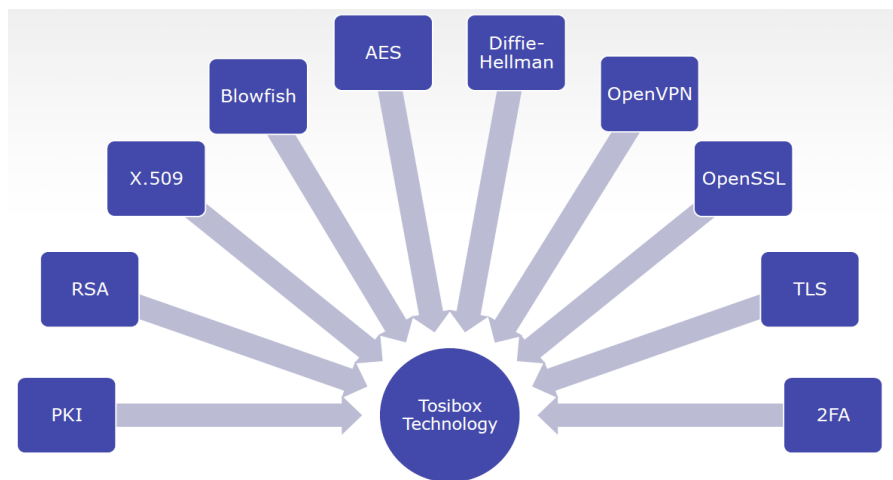 AES
Diffie-
Hellman
Blowfish
OpenVPN
X.509
OpenSSL
RSA
TLS
PKI
Tosibox
Technology
2FA